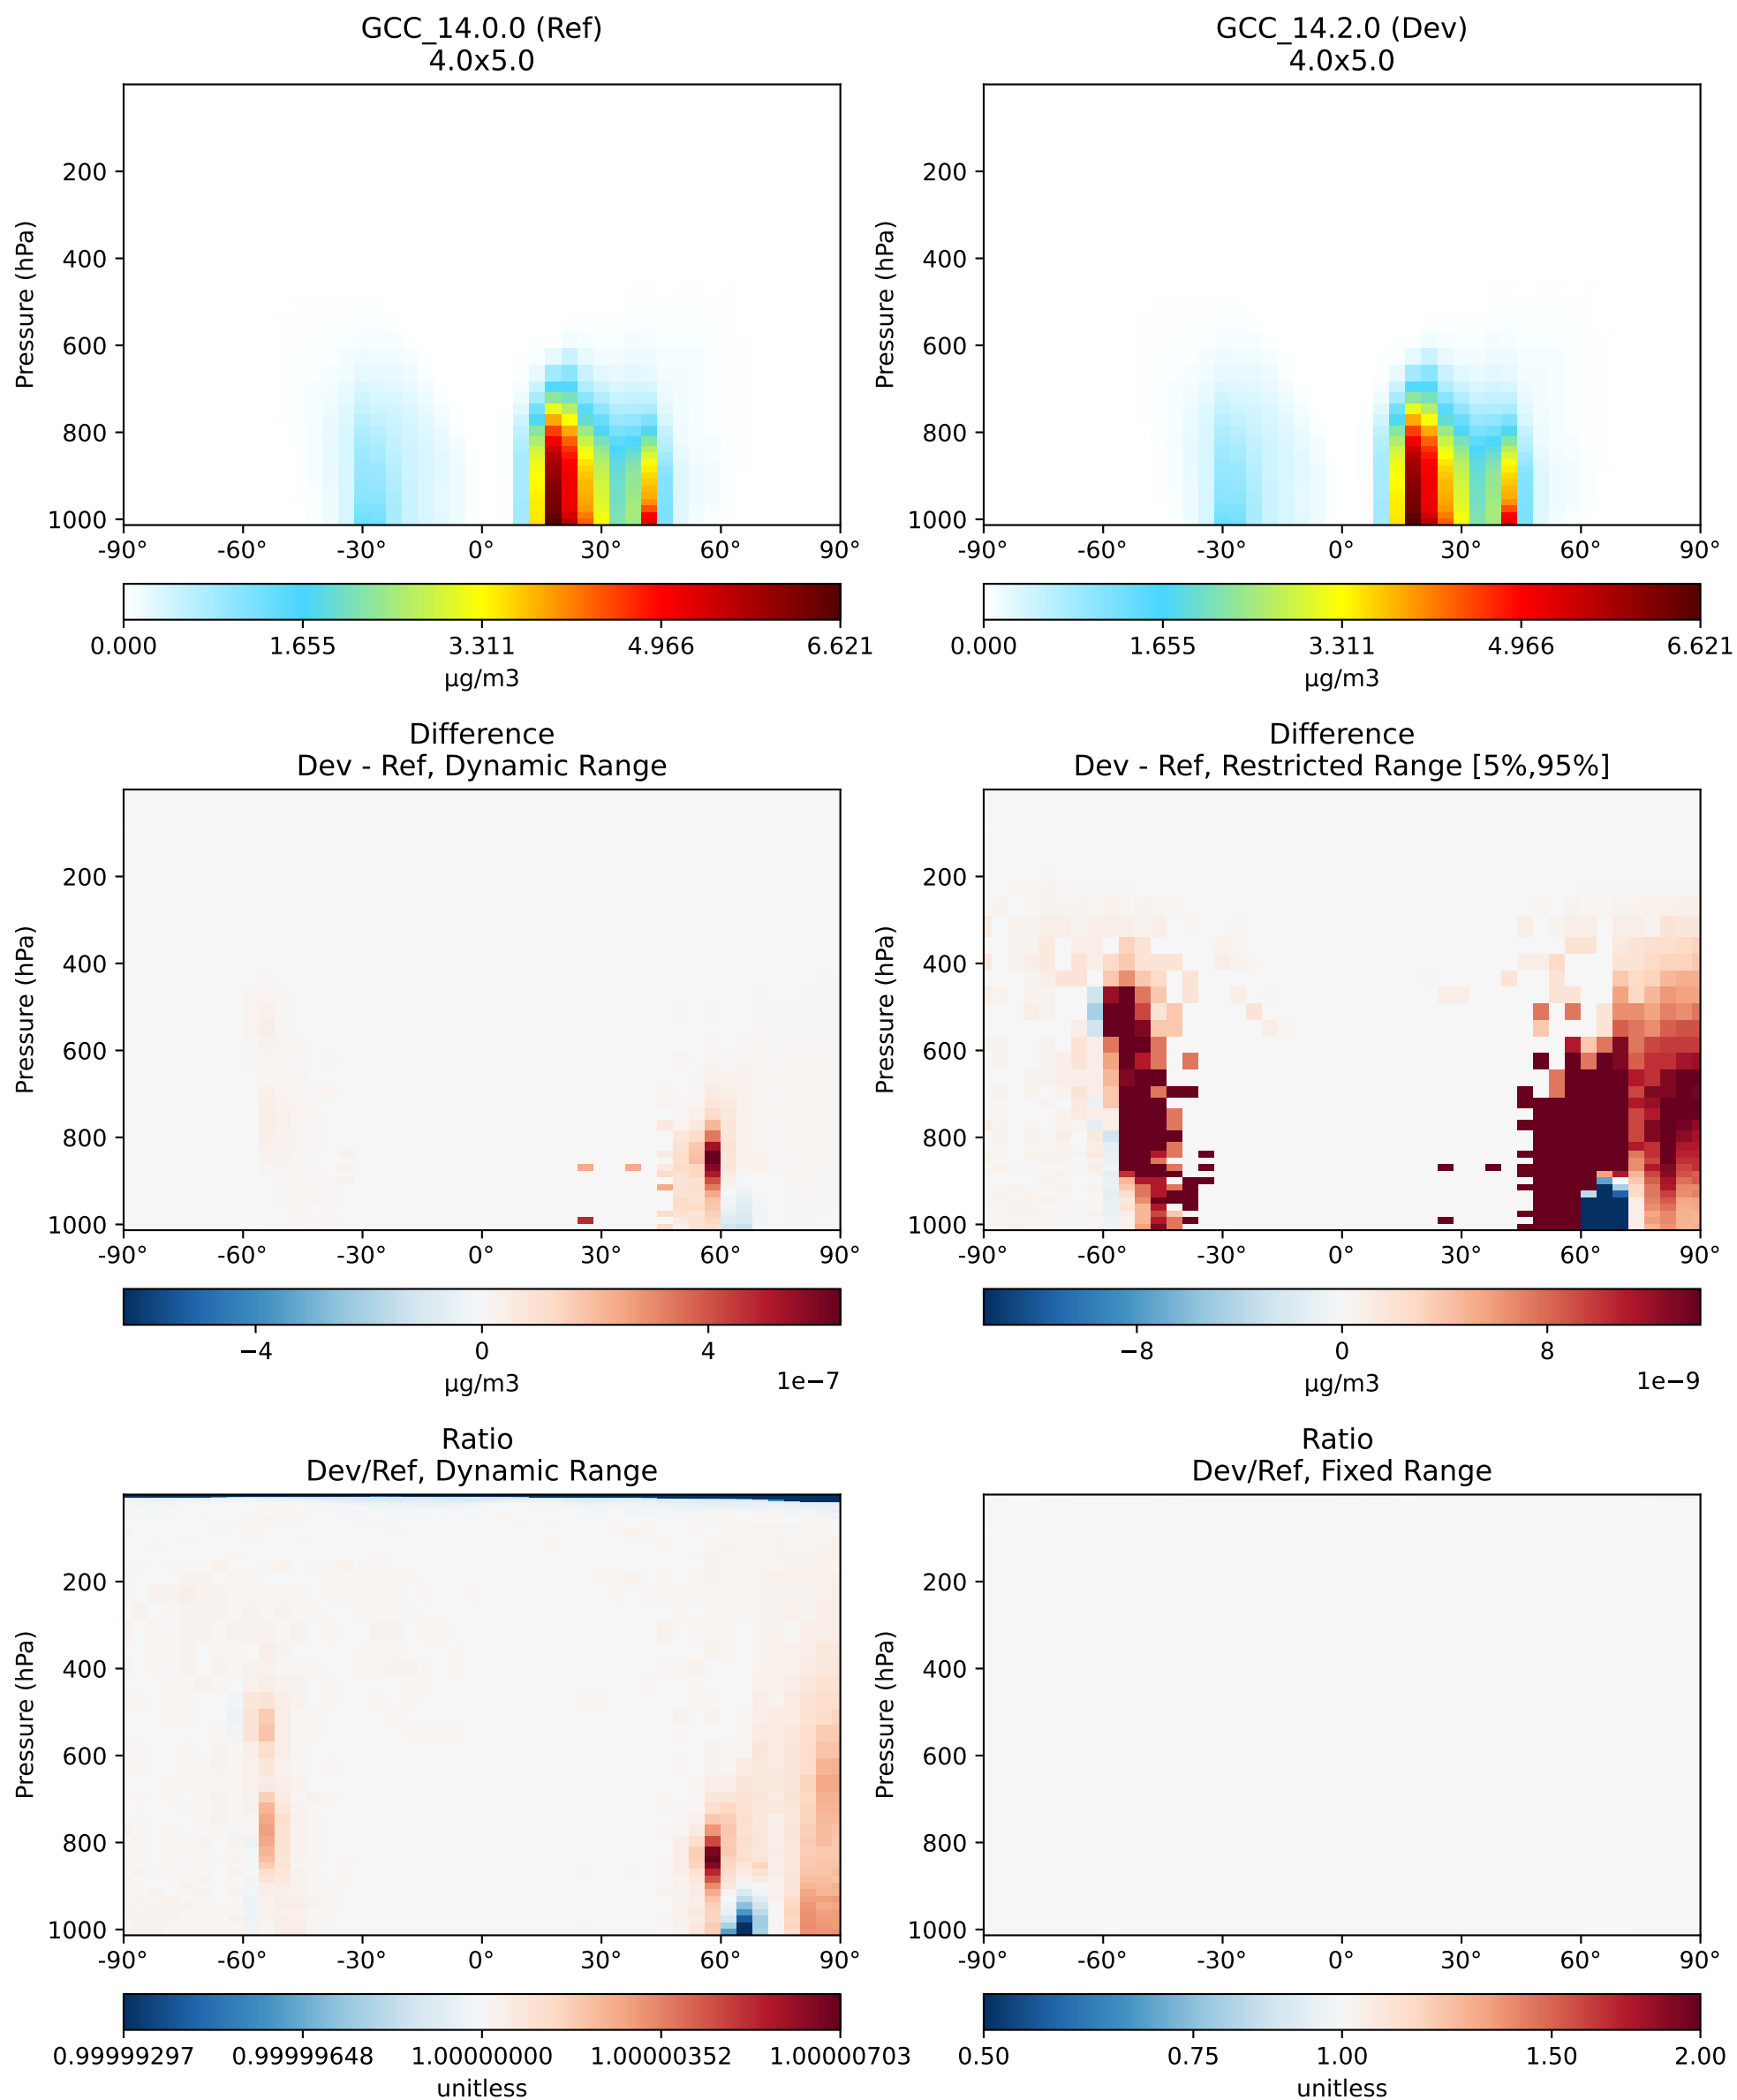 GCC_14.0.0 (Ref)
4.0x5.0
Pressure (hPa)
200
400
600
800
1000
-90° -60° -30° 0° 30° 60° 90°
0.000 1.655 3.311 4.966 6.621
µg/m3
GCC_14.2.0 (Dev)
4.0x5.0
Pressure (hPa)
200
400
600
800
1000
-90° -60° -30° 0° 30° 60° 90°
0.000 1.655 3.311 4.966 6.621
µg/m3
Difference
Dev - Ref, Dynamic Range
Pressure (hPa)
200
400
600
800
1000
-90° -60° -30° 0° 30° 60° 90°
−4 0 4
µg/m3 1e−7
Difference
Dev - Ref, Restricted Range [5%,95%]
Pressure (hPa)
200
400
600
800
1000
-90° -60° -30° 0° 30° 60° 90°
−8 0 8
µg/m3 1e−9
Ratio
Dev/Ref, Dynamic Range
Pressure (hPa)
200
400
600
800
1000
-90° -60° -30° 0° 30° 60° 90°
0.99999297 0.99999648 1.00000000 1.00000352 1.00000703
unitless
Ratio
Dev/Ref, Fixed Range
Pressure (hPa)
200
400
600
800
1000
-90° -60° -30° 0° 30° 60° 90°
0.50 0.75 1.00 1.50 2.00
unitless